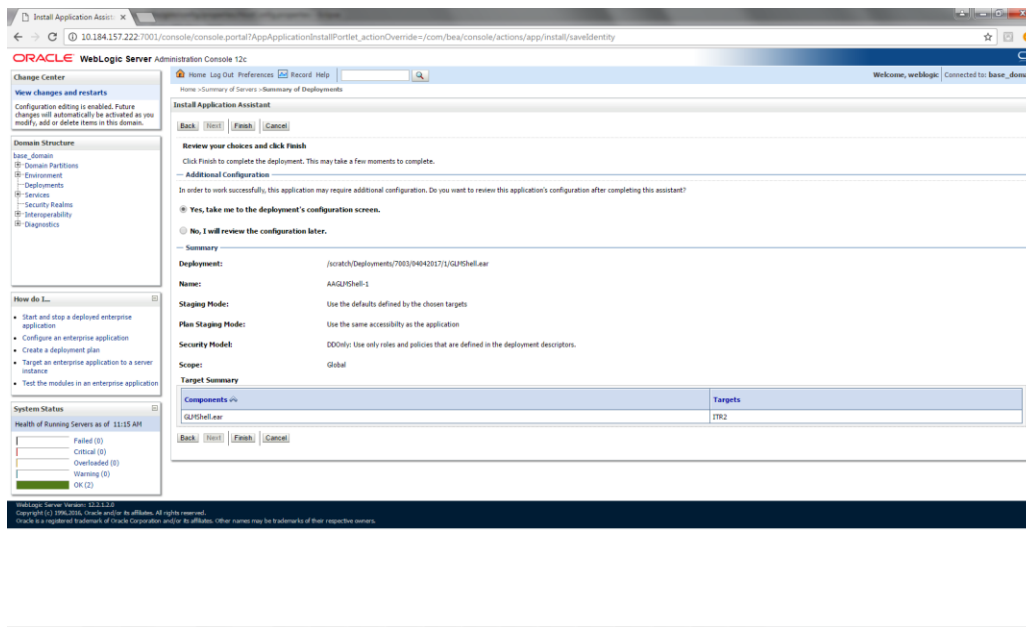 Install Application Assist
10.184.157.222:7001/console/console.portal?AppApplicationInstallPortlet_actionOverride=/com/bea/console/actions/app/install/saveIdentity
ORACLE WebLogic Server Administration Console 12c
Change Center
View changes and restarts
Configuration editing is enabled. Future
changes will automatically be activated as you
modify, add or delete items in this domain.
Domain Structure
base_domain
Domain Partitions
Environment
Deployments
Services
Security Realms
Interoperability
Diagnostics
How do I...
Start and stop a deployed enterprise
application
Configure an enterprise application
Create a deployment plan
Target an enterprise application to a server
instance
Test the modules in an enterprise application
System Status
Health of Running Servers as of 11:15 AM
Failed (0)
Critical (0)
Overloaded (0)
Warning (0)
OK (2)
Home Log Out Preferences Record Help
Welcome, weblogic Connected to: base_dom
Home >Summary of Servers >Summary of Deployments
Install Application Assistant
Back Next Finish Cancel
Review your choices and click Finish
Click Finish to complete the deployment. This may take a few moments to complete.
Additional Configuration
In order to work successfully, this application may require additional configuration. Do you want to review this application's configuration after completing this assistant?
Yes, take me to the deployment's configuration screen.
No, I will review the configuration later.
Summary
Deployment: /scratch/Deployments/7003/04042017/1/GLMShell.ear
Name: AAGLMShell-1
Staging Mode: Use the defaults defined by the chosen targets
Plan Staging Mode: Use the same accessibilty as the application
Security Model: DDOnly: Use only roles and policies that are defined in the deployment descriptors.
Scope: Global
Target Summary
Components Targets
GLMShell.ear ITR2
Back Next Finish Cancel
WebLogic Server Version: 12.2.1.2.0
Copyright (c) 1996,2016, Oracle and/or its affiliates. All rights reserved.
Oracle is a registered trademark of Oracle Corporation and/or its affiliates. Other names may be trademarks of their respective owners.